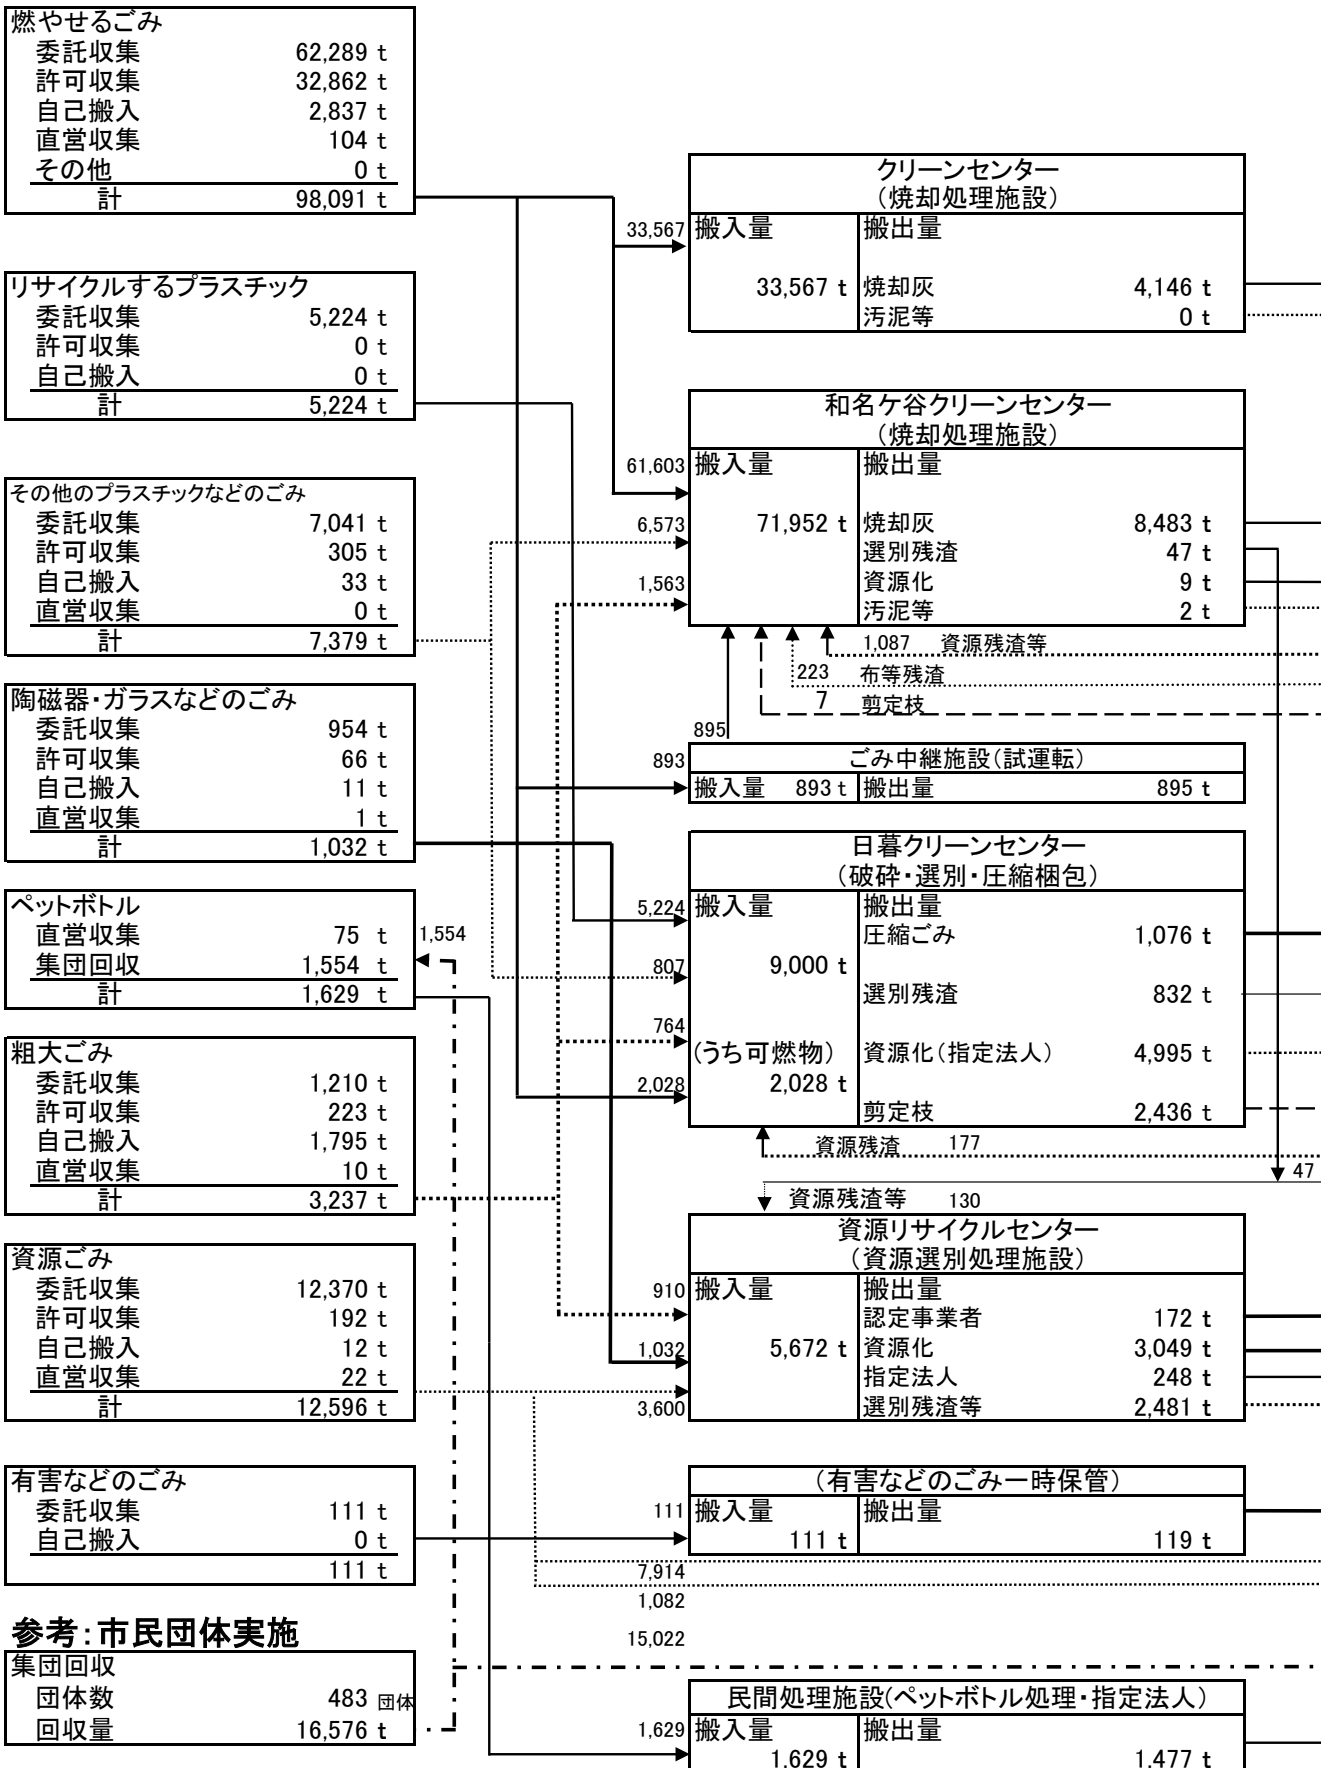 燃やせるごみ
委託収集 62,289 t
許可収集 32,862 t
自己搬入 2,837 t
直営収集 104 t
その他 0 t
計 98,091 t
リサイクルするプラスチック
委託収集 5,224 t
許可収集 0 t
自己搬入 0 t
計 5,224 t
その他のプラスチックなどのごみ
委託収集 7,041 t
許可収集 305 t
自己搬入 33 t
直営収集 0 t
計 7,379 t
陶磁器・ガラスなどのごみ
委託収集 954 t
許可収集 66 t
自己搬入 11 t
直営収集 1 t
計 1,032 t
ペットボトル
直営収集 75 t
集団回収 1,554 t
計 1,629 t
1,554
粗大ごみ
委託収集 1,210 t
許可収集 223 t
自己搬入 1,795 t
直営収集 10 t
計 3,237 t
資源ごみ
委託収集 12,370 t
許可収集 192 t
自己搬入 12 t
直営収集 22 t
計 12,596 t
有害などのごみ
委託収集 111 t
自己搬入 0 t
111 t
参考:市民団体実施
集団回収
団体数 483 団体
回収量 16,576 t
クリーンセンター
(焼却処理施設)
33,567 搬入量 搬出量
33,567 t 焼却灰 4,146 t
汚泥等 0 t
和名ケ谷クリーンセンター
(焼却処理施設)
61,603 搬入量 搬出量
6,573 71,952 t 焼却灰 8,483 t
選別残渣 47 t
1,563 資源化 9 t
汚泥等 2 t
1,087 資源残渣等
223 布等残渣
7 剪定枝
895
893 ごみ中継施設(試運転)
搬入量 893 t 搬出量 895 t
日暮クリーンセンター
(破砕・選別・圧縮梱包)
5,224 搬入量 搬出量
圧縮ごみ 1,076 t
807 9,000 t
選別残渣 832 t
764
(うち可燃物) 資源化(指定法人) 4,995 t
2,028 2,028 t
剪定枝 2,436 t
資源残渣 177
47
資源残渣等 130
資源リサイクルセンター
(資源選別処理施設)
910 搬入量 搬出量
認定事業者 172 t
1,032 5,672 t 資源化 3,049 t
指定法人 248 t
3,600 選別残渣等 2,481 t
(有害などのごみ一時保管)
111 搬入量 搬出量
111 t 119 t
7,914
1,082
15,022
民間処理施設(ペットボトル処理・指定法人)
1,629 搬入量 搬出量
1,629 t 1,477 t